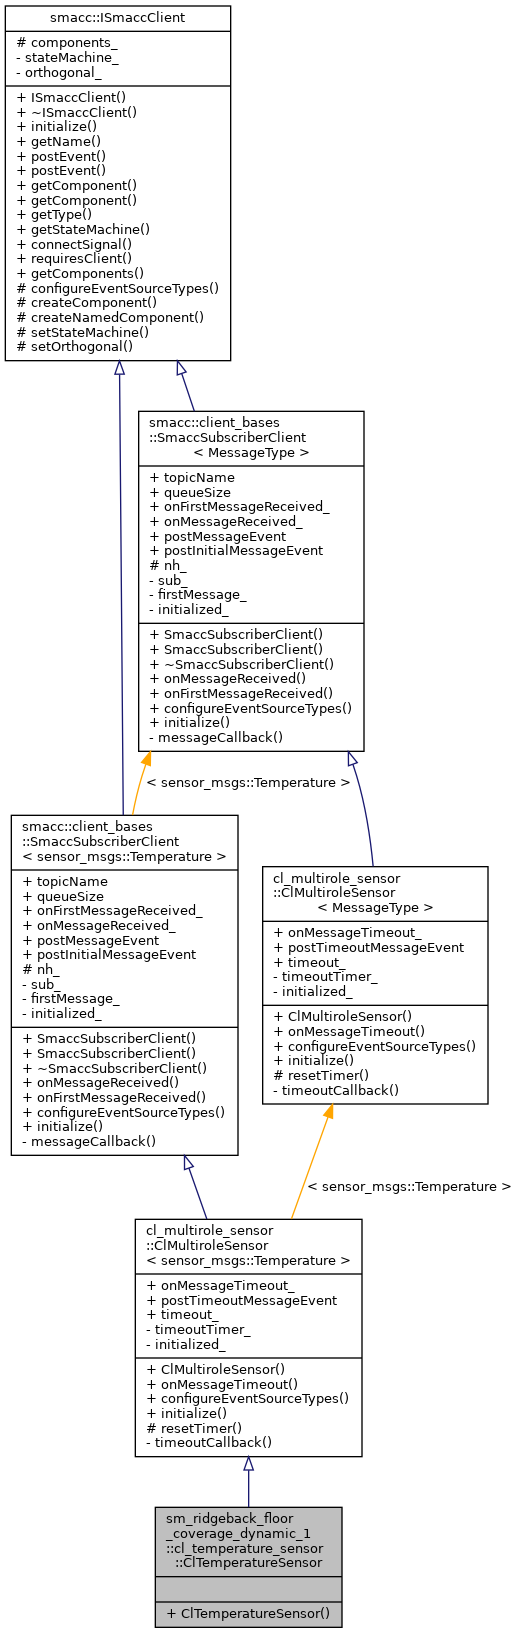 smacc::ISmaccClient
# components_
- stateMachine_
- orthogonal_
+ ISmaccClient()
+ ~ISmaccClient()
+ initialize()
+ getName()
+ postEvent()
+ postEvent()
+ getComponent()
+ getComponent()
+ getType()
+ getStateMachine()
+ connectSignal()
+ requiresClient()
+ getComponents()
# configureEventSourceTypes()
# createComponent()
# createNamedComponent()
# setStateMachine()
# setOrthogonal()
smacc::client_bases
::SmaccSubscriberClient
< MessageType >
+ topicName
+ queueSize
+ onFirstMessageReceived_
+ onMessageReceived_
+ postMessageEvent
+ postInitialMessageEvent
# nh_
- sub_
- firstMessage_
- initialized_
+ SmaccSubscriberClient()
+ SmaccSubscriberClient()
+ ~SmaccSubscriberClient()
+ onMessageReceived()
+ onFirstMessageReceived()
+ configureEventSourceTypes()
+ initialize()
- messageCallback()
< sensor_msgs::Temperature >
smacc::client_bases
::SmaccSubscriberClient
< sensor_msgs::Temperature >
+ topicName
+ queueSize
+ onFirstMessageReceived_
+ onMessageReceived_
+ postMessageEvent
+ postInitialMessageEvent
# nh_
- sub_
- firstMessage_
- initialized_
+ SmaccSubscriberClient()
+ SmaccSubscriberClient()
+ ~SmaccSubscriberClient()
+ onMessageReceived()
+ onFirstMessageReceived()
+ configureEventSourceTypes()
+ initialize()
- messageCallback()
cl_multirole_sensor
::ClMultiroleSensor
< MessageType >
+ onMessageTimeout_
+ postTimeoutMessageEvent
+ timeout_
- timeoutTimer_
- initialized_
+ ClMultiroleSensor()
+ onMessageTimeout()
+ configureEventSourceTypes()
+ initialize()
# resetTimer()
- timeoutCallback()
< sensor_msgs::Temperature >
cl_multirole_sensor
::ClMultiroleSensor
< sensor_msgs::Temperature >
+ onMessageTimeout_
+ postTimeoutMessageEvent
+ timeout_
- timeoutTimer_
- initialized_
+ ClMultiroleSensor()
+ onMessageTimeout()
+ configureEventSourceTypes()
+ initialize()
# resetTimer()
- timeoutCallback()
sm_ridgeback_floor
_coverage_dynamic_1
::cl_temperature_sensor
::ClTemperatureSensor
+ ClTemperatureSensor()